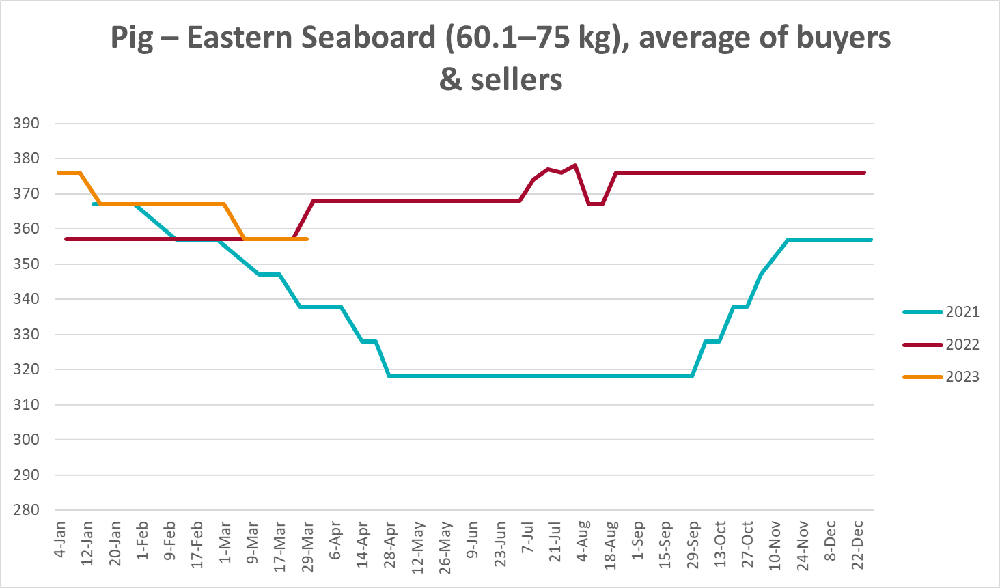 Pig – Eastern Seaboard (60.1–75 kg), average of buyers
& sellers
390
380
370
360
350
340
330
320
310
300
290
280
4-Jan
12-Jan
20-Jan
1-Feb
9-Feb
17-Feb
1-Mar
9-Mar
17-Mar
29-Mar
6-Apr
14-Apr
28-Apr
12-May
26-May
9-Jun
23-Jun
7-Jul
21-Jul
4-Aug
18-Aug
1-Sep
15-Sep
29-Sep
13-Oct
27-Oct
10-Nov
24-Nov
8-Dec
22-Dec
2021
2022
2023